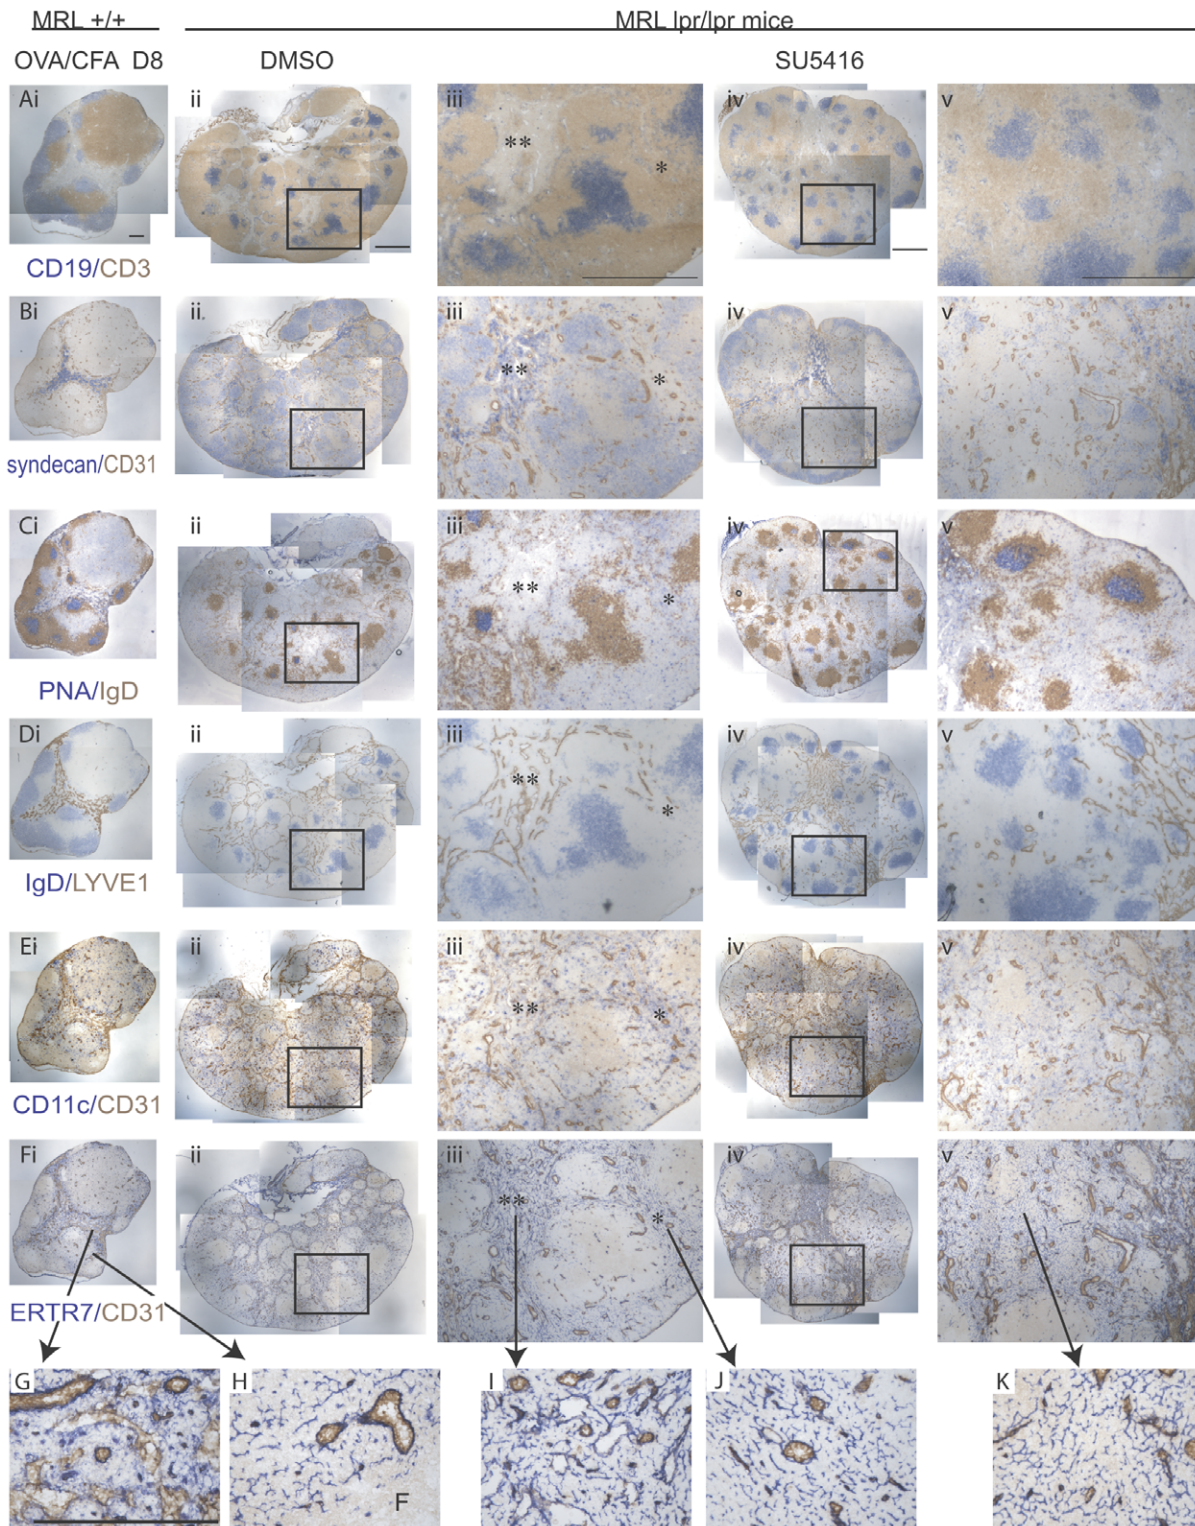 MRL +/+ MRL lpr/lpr mice
OVA/CFA D8 DMSO SU5416
Ai ii iii iv v
** *
CD19/CD3
Bi ii iii iv v
** *
syndecan/CD31
Ci ii iii iv v
** *
PNA/IgD
Di ii iii iv v
** *
IgD/LYVE1
Ei ii iii iv v
** *
CD11c/CD31
Fi ii iii iv v
** *
ERTR7/CD31
G H I J K
F